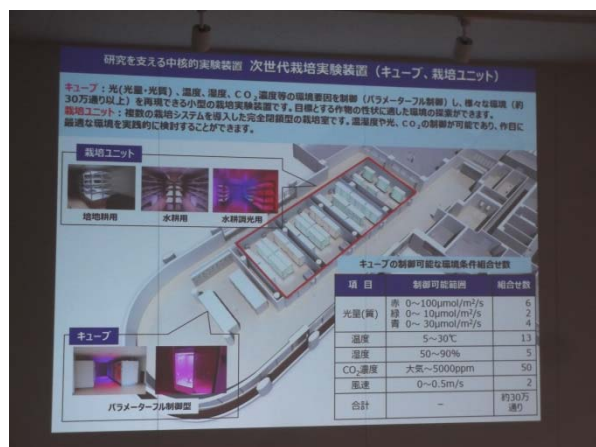 研究を支える中核的実験装置 次世代栽培実験装置(キューブ、栽培ユニット)
キューブ:光(光量・光質)、温度、湿度、CO2濃度等の環境要因を制御(パラメーターフル制御)し、様々な環境(約
30万通り以上)を再現できる小型の栽培実験装置です。目標とする作物の性状に適した環境の探索ができます。
栽培ユニット:複数の栽培システムを導入した完全閉鎖型の栽培室です。温湿度や光、CO2の制御が可能であり、作目に
最適な環境を実践的に検討することができます。
栽培ユニット
培地耕用 水耕用 水耕調光用
キューブ
パラメーターフル制御型
キューブの制御可能な環境条件組合せ数
項 目 制御可能範囲 組合せ数
光量(質) 赤 0~100μmol/m²/s 6
緑 0~ 10μmol/m²/s 2
青 0~ 30μmol/m²/s 4
温度 5~30℃ 13
湿度 50~90% 5
CO2濃度 大気~5000ppm 50
風速 0~0.5m/s 2
合計 - 約30万
通り